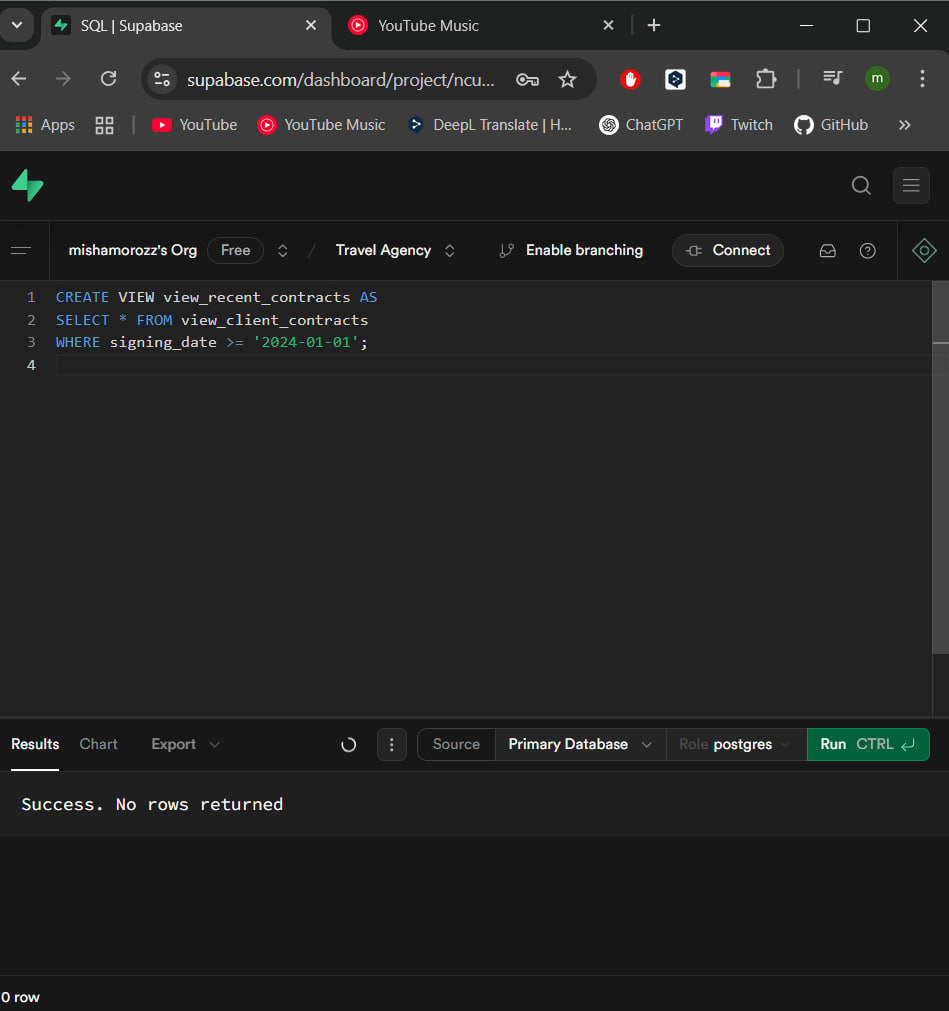 SQL | Supabase
YouTube Music
supabase.com/dashboard/project/ncu...
m
Apps
YouTube
YouTube Music
DeepL Translate | H...
ChatGPT
Twitch
GitHub
mishamorozz's Org
Free
/
Travel Agency
Enable branching
Connect
1 CREATE VIEW view_recent_contracts AS
2 SELECT * FROM view_client_contracts
3 WHERE signing_date >= '2024-01-01';
4
Results
Chart
Export
Source
Primary Database
Role postgres
Run CTRL
Success. No rows returned
0 row